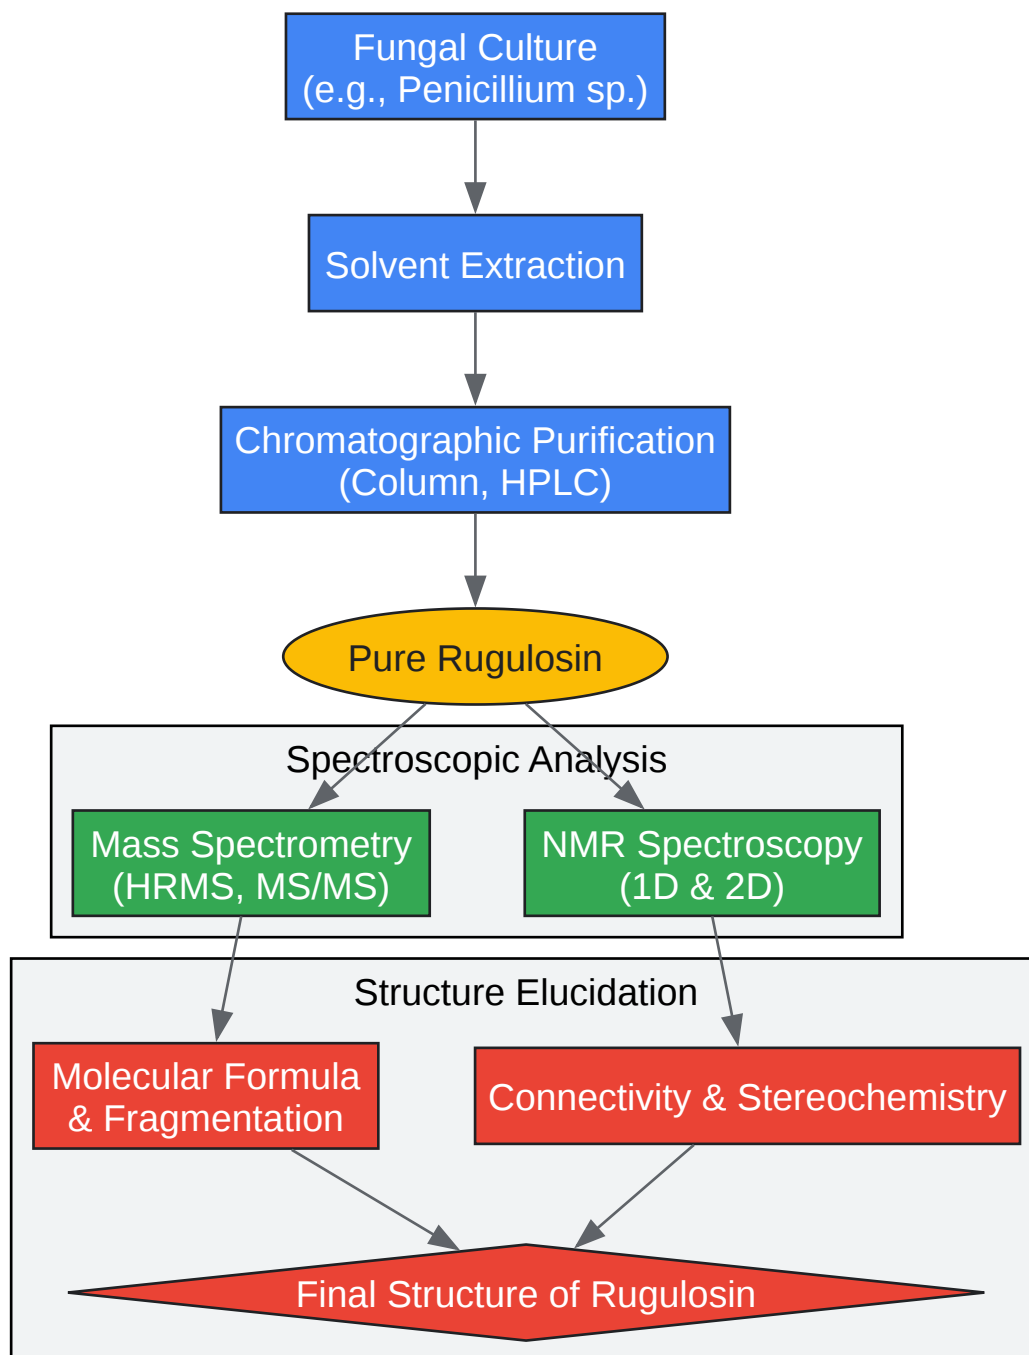 Fungal Culture
(e.g., Penicillium sp.)
Solvent Extraction
Chromatographic Purification
(Column, HPLC)
Pure Rugulosin
Spectroscopic Analysis
Mass Spectrometry
(HRMS, MS/MS)
NMR Spectroscopy
(1D & 2D)
Structure Elucidation
Molecular Formula
& Fragmentation
Connectivity & Stereochemistry
Final Structure of Rugulosin